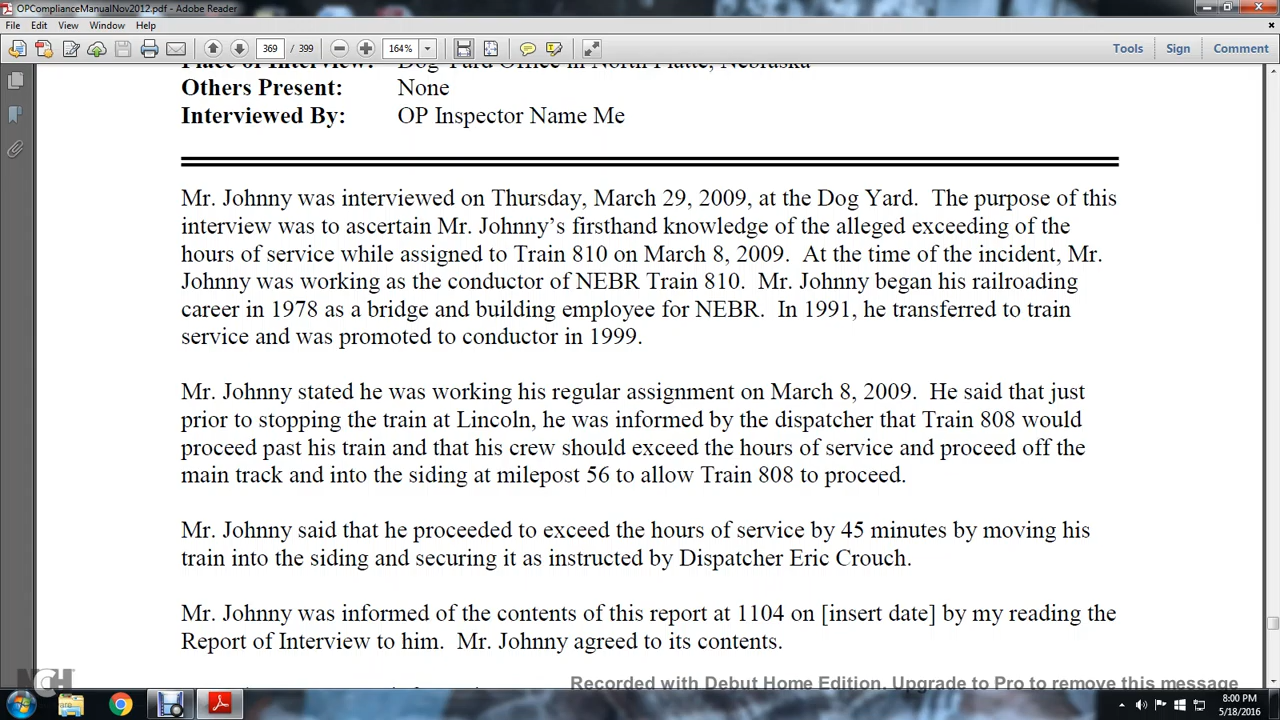 OPComplianceManualNov2012.pdf - Adobe Reader
File Edit View Window Help
369 / 399 164% Tools Sign Comment
Place of Interview: Dog Yard Office in North Platte, Nebraska
Others Present: None
Interviewed By: OP Inspector Name Me
Mr. Johnny was interviewed on Thursday, March 29, 2009, at the Dog Yard. The purpose of this
interview was to ascertain Mr. Johnny’s firsthand knowledge of the alleged exceeding of the
hours of service while assigned to Train 810 on March 8, 2009. At the time of the incident, Mr.
Johnny was working as the conductor of NEBR Train 810. Mr. Johnny began his railroading
career in 1978 as a bridge and building employee for NEBR. In 1991, he transferred to train
service and was promoted to conductor in 1999.
Mr. Johnny stated he was working his regular assignment on March 8, 2009. He said that just
prior to stopping the train at Lincoln, he was informed by the dispatcher that Train 808 would
proceed past his train and that his crew should exceed the hours of service and proceed off the
main track and into the siding at milepost 56 to allow Train 808 to proceed.
Mr. Johnny said that he proceeded to exceed the hours of service by 45 minutes by moving his
train into the siding and securing it as instructed by Dispatcher Eric Crouch.
Mr. Johnny was informed of the contents of this report at 1104 on [insert date] by my reading the
Report of Interview to him. Mr. Johnny agreed to its contents.
NCH
Recorded with Debut Home Edition. Upgrade to Pro to remove this message
8:00 PM
5/18/2016